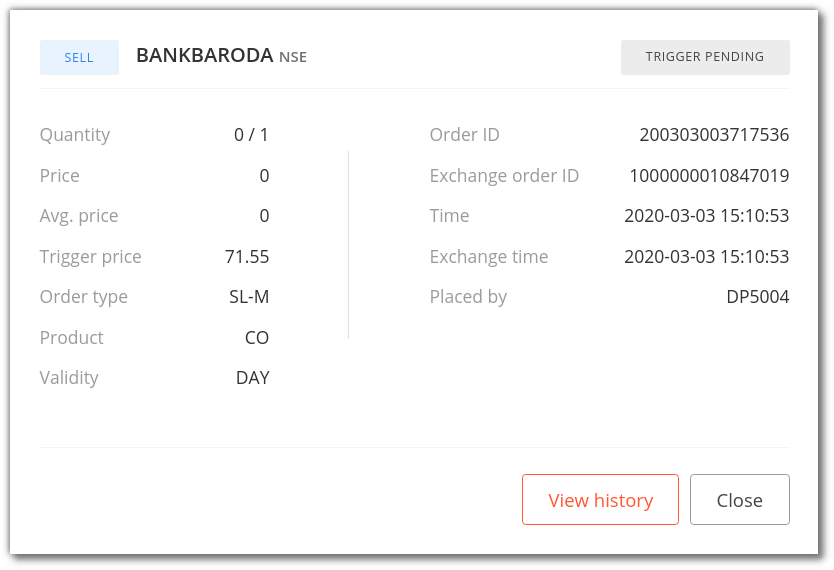 SELL BANKBARODA NSE TRIGGER PENDING
Quantity 0 / 1
Price 0
Avg. price 0
Trigger price 71.55
Order type SL-M
Product CO
Validity DAY
Order ID 200303003717536
Exchange order ID 1000000010847019
Time 2020-03-03 15:10:53
Exchange time 2020-03-03 15:10:53
Placed by DP5004
View history Close